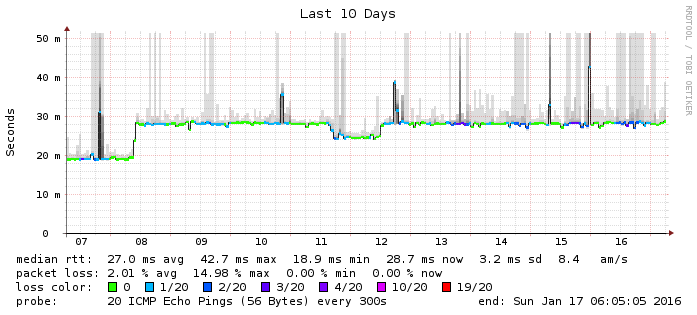 Last 10 Days
RRDTOOL / TOBI OETIKER
Seconds
50 m
40 m
30 m
20 m
10 m
0
07 08 09 10 11 12 13 14 15 16
median rtt: 27.0 ms avg 42.7 ms max 18.9 ms min 28.7 ms now 3.2 ms sd 8.4 am/s
packet loss: 2.01 % avg 14.98 % max 0.00 % min 0.00 % now
loss color: 0 1/20 2/20 3/20 4/20 10/20 19/20
probe: 20 ICMP Echo Pings (56 Bytes) every 300s end: Sun Jan 17 06:05:05 2016